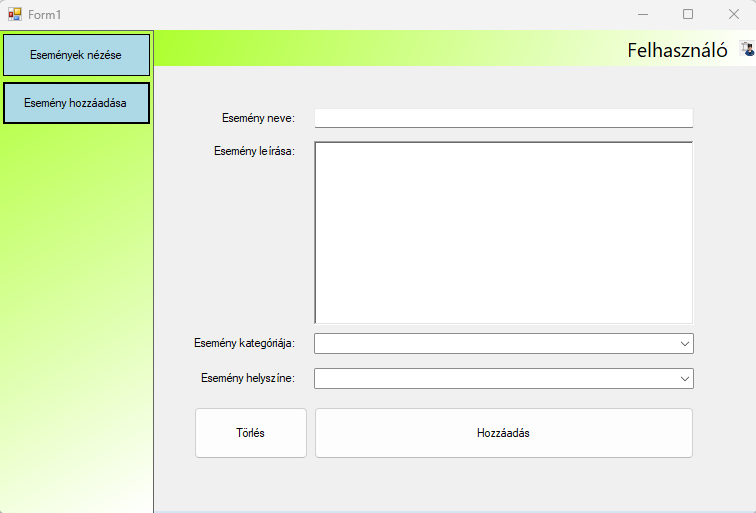 Form1
Felhasználó
Események nézése
Esemény hozzáadása
Esemény neve:
Esemény leírása:
Esemény kategóriája:
Esemény helyszíne:
Törlés
Hozzáadás